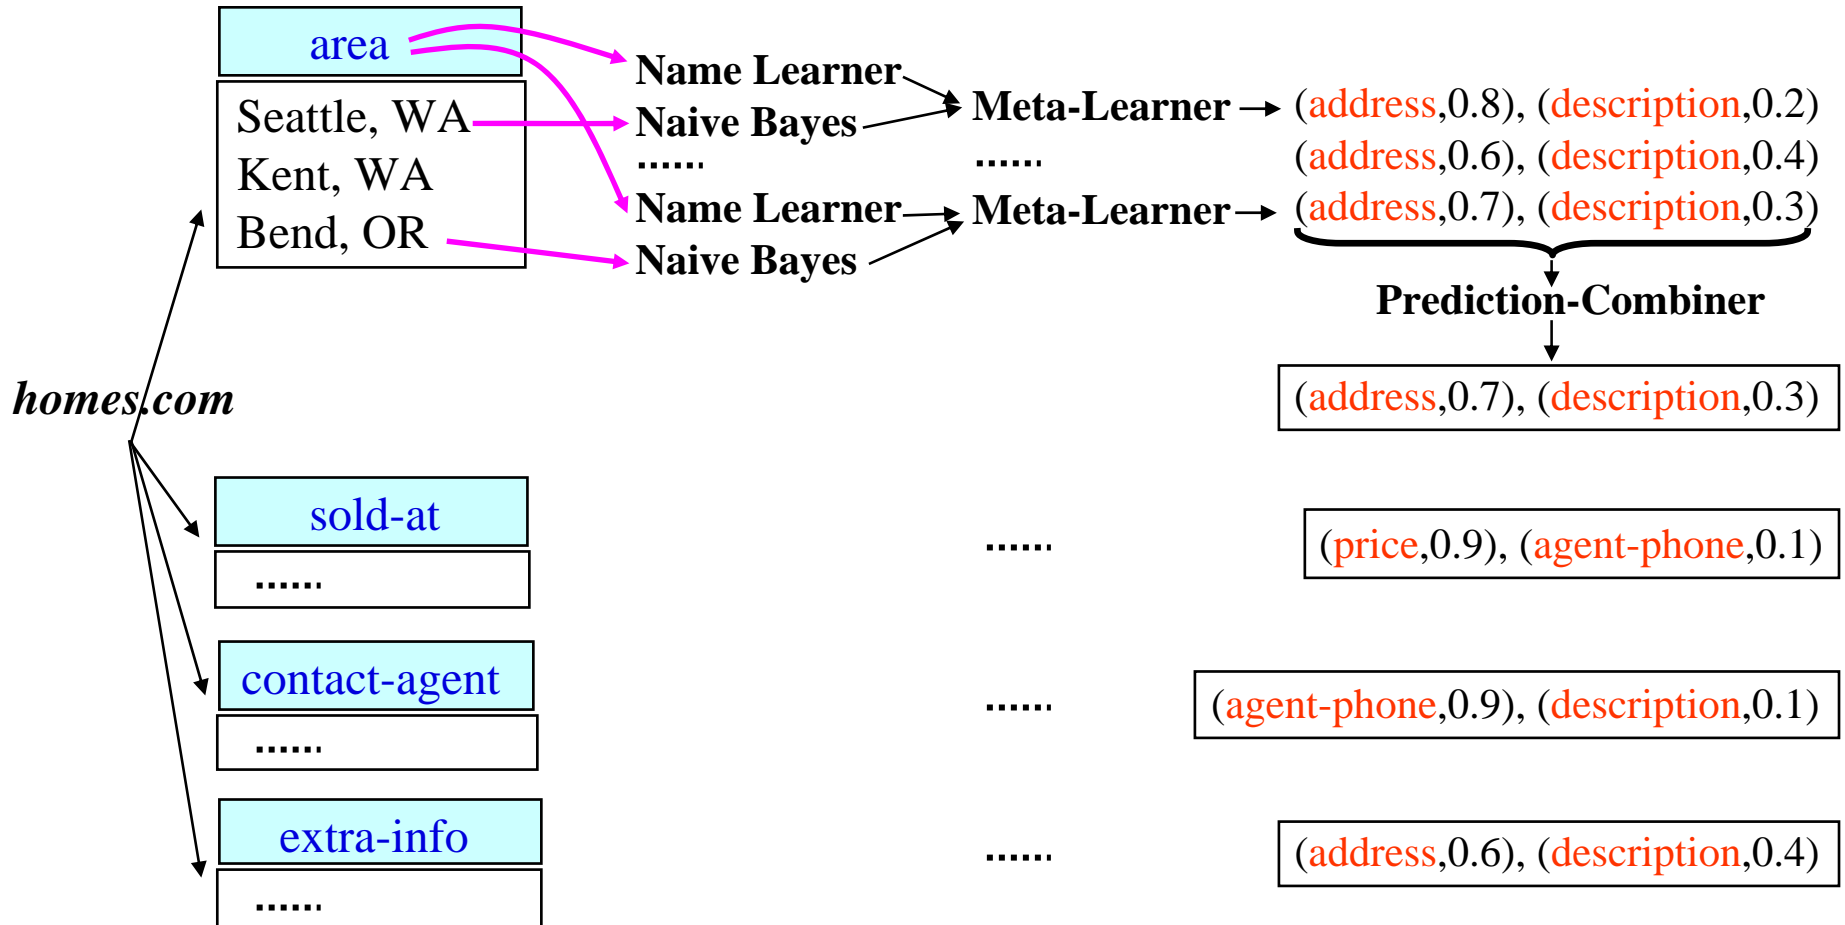 area
Seattle, WA
Kent, WA
Bend, OR
Name Learner
Naive Bayes
......
Name Learner
Naive Bayes
Meta-Learner
......
Meta-Learner
(address,0.8), (description,0.2)
(address,0.6), (description,0.4)
(address,0.7), (description,0.3)
Prediction-Combiner
(address,0.7), (description,0.3)
homes.com
sold-at
......
......
(price,0.9), (agent-phone,0.1)
contact-agent
......
......
(agent-phone,0.9), (description,0.1)
extra-info
......
......
(address,0.6), (description,0.4)